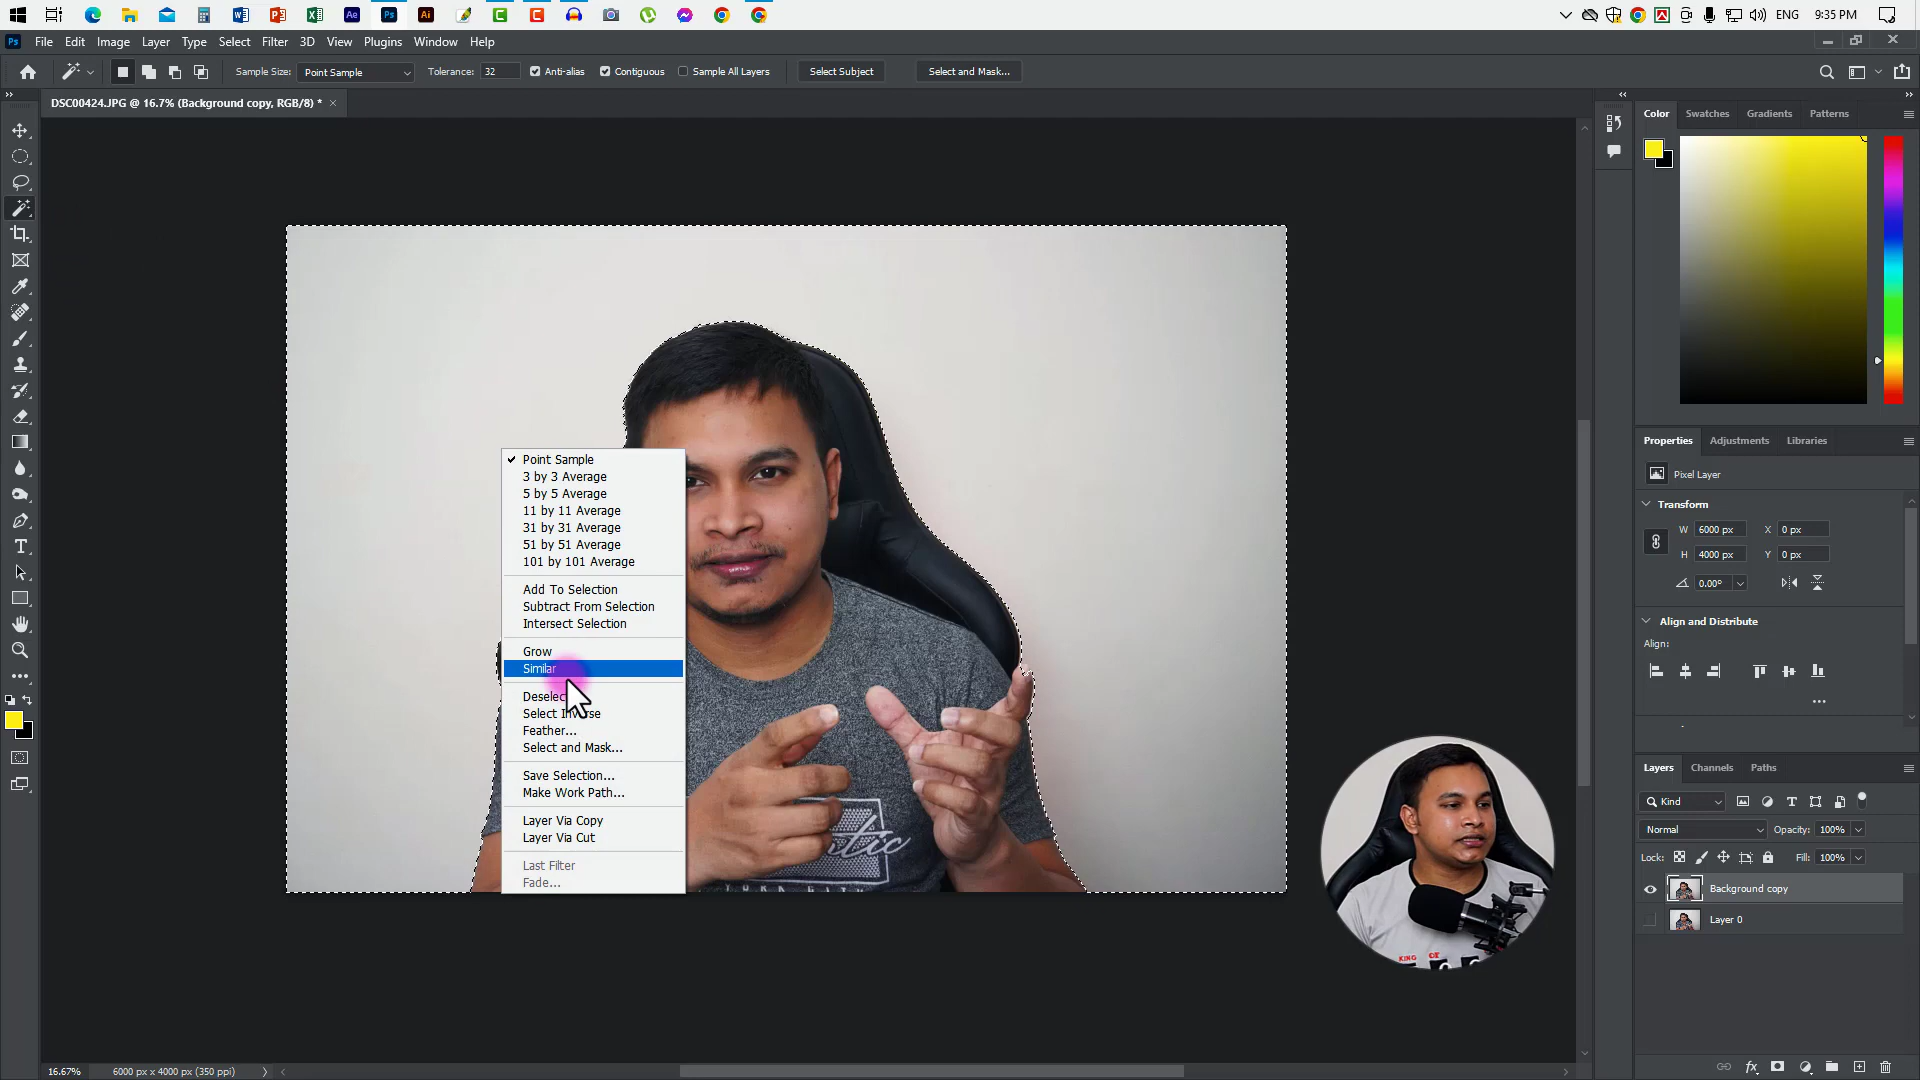 ENG 9:35 PM
Ps File Edit Image Layer Type Select Filter 3D View Plugins Window Help
Sample Size: Point Sample Tolerance: 32 Anti-alias Contiguous Sample All Layers Select Subject Select and Mask...
DSC00424.JPG @ 16.7% (Background copy, RGB/8) * ×
Color Swatches Gradients Patterns
Properties Adjustments Libraries
Pixel Layer
Transform
W 6000 px X 0 px
H 4000 px Y 0 px
0.00°
Align and Distribute
Align:
Layers Channels Paths
Kind
Normal Opacity: 100%
Lock: Fill: 100%
Background copy
Layer 0
Point Sample
3 by 3 Average
5 by 5 Average
11 by 11 Average
31 by 31 Average
51 by 51 Average
101 by 101 Average
Add To Selection
Subtract From Selection
Intersect Selection
Grow
Similar
Deselect
Select Inverse
Feather...
Select and Mask...
Save Selection...
Make Work Path...
Layer Via Copy
Layer Via Cut
Last Filter
Fade...
KING OF
16.67% 6000 px x 4000 px (350 ppi)